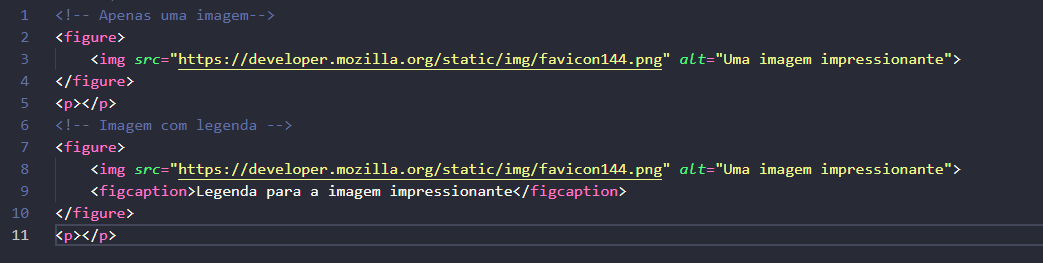 1 <!-- Apenas uma imagem-->
2 <figure>
3 <img src="https://developer.mozilla.org/static/img/favicon144.png" alt="Uma imagem impressionante">
4 </figure>
5 <p></p>
6 <!-- Imagem com legenda -->
7 <figure>
8 <img src="https://developer.mozilla.org/static/img/favicon144.png" alt="Uma imagem impressionante">
9 <figcaption>Legenda para a imagem impressionante</figcaption>
10 </figure>
11 <p></p>